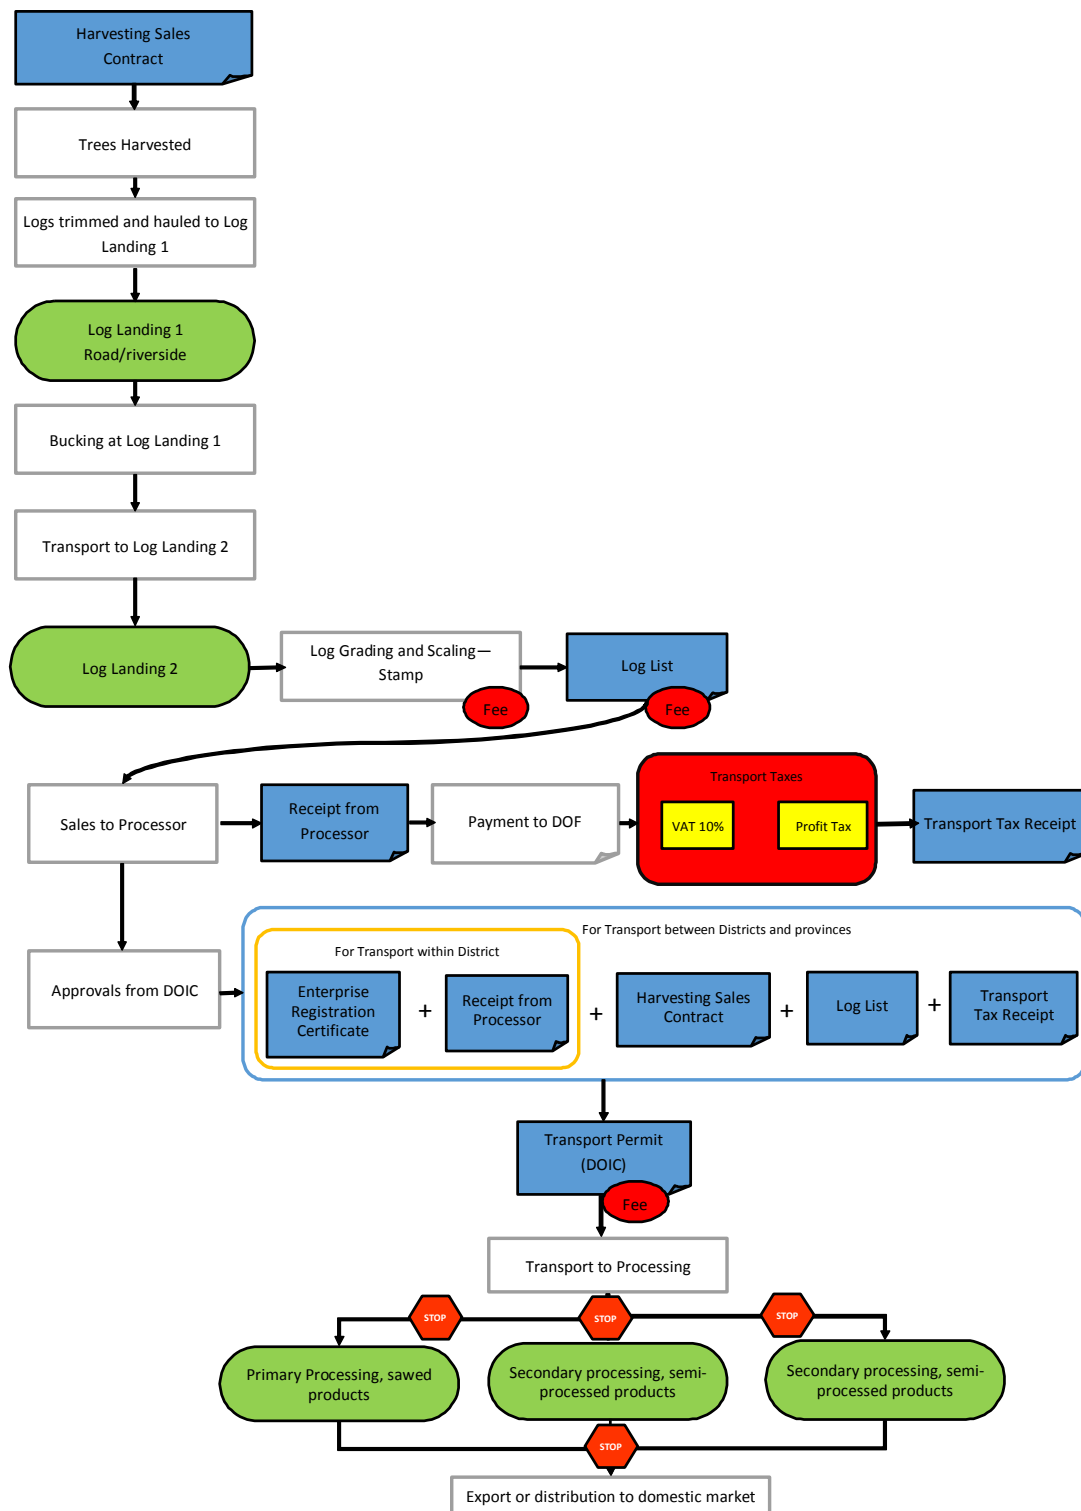 Harvesting Sales
Contract
Trees Harvested
Logs trimmed and hauled to Log
Landing 1
Log Landing 1
Road/riverside
Bucking at Log Landing 1
Transport to Log Landing 2
Log Landing 2
Log Grading and Scaling—
Stamp
Fee
Log List
Fee
Sales to Processor
Receipt from
Processor
Payment to DOF
Transport Taxes
VAT 10%
Profit Tax
Transport Tax Receipt
Approvals from DOIC
For Transport between Districts and provinces
For Transport within District
Enterprise
Registration
Certificate
+
Receipt from
Processor
+
Harvesting Sales
Contract
+
Log List
+
Transport
Tax Receipt
Transport Permit
(DOIC)
Fee
Transport to Processing
STOP
STOP
STOP
Primary Processing, sawed
products
Secondary processing, semi-
processed products
Secondary processing, semi-
processed products
STOP
Export or distribution to domestic market